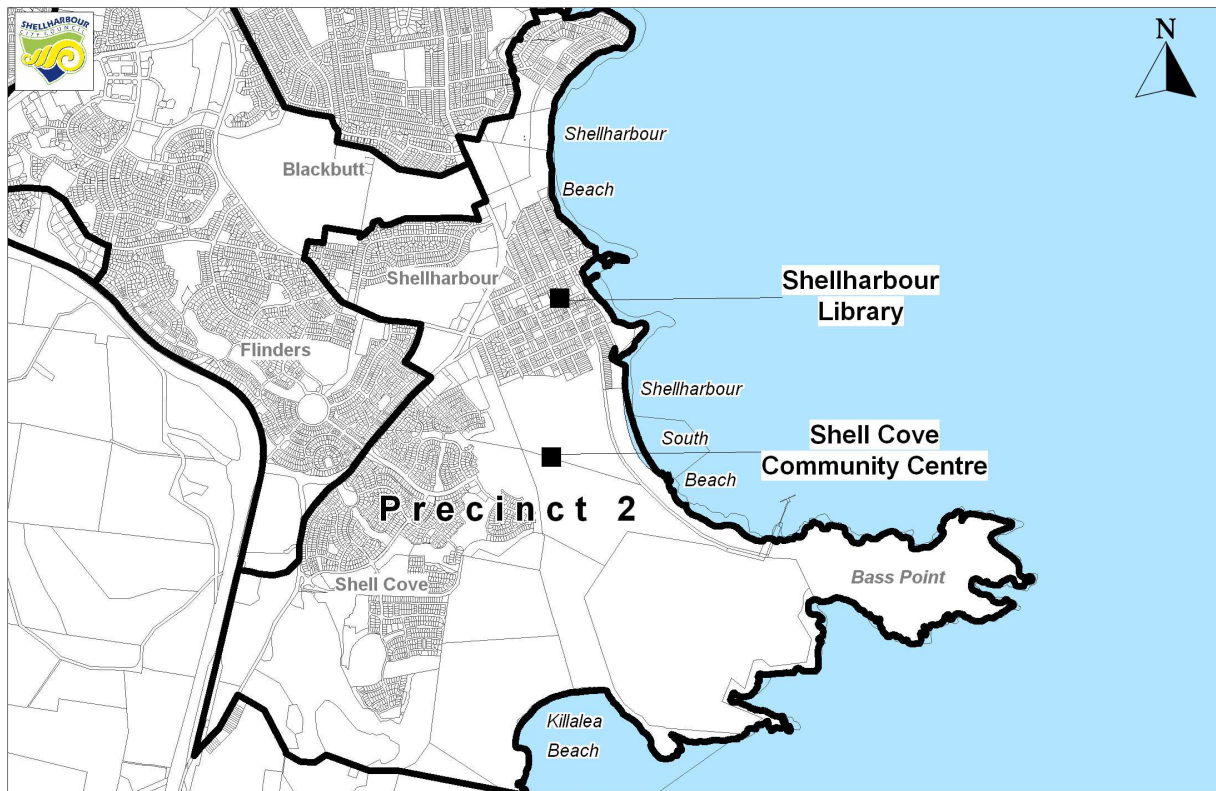 SHELLHARBOUR
CITY COUNCIL
N
Shellharbour
Beach
Blackbutt
Shellharbour
Shellharbour
Library
Flinders
Shellharbour
South
Beach
Shell Cove
Community Centre
Precinct 2
Shell Cove
Bass Point
Killalea
Beach